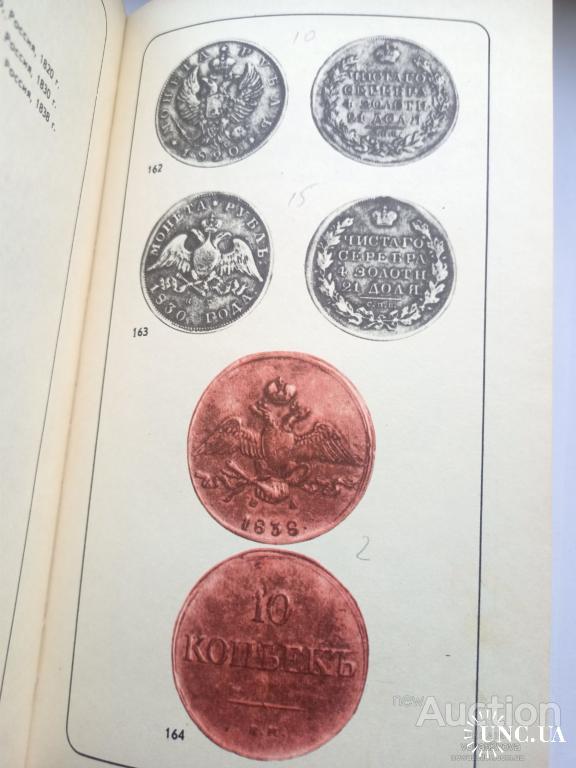 Россия, 1820 г.
Россия, 1830 г.
Россия, 1838 г.
10
МОНЕТА РУБЛЬ
1820
ЧИСТАГО
СЕРЕБРА
4 ЗОЛОТН
21 ДОЛЯ
162
15
МОНЕТА · РУБЛЬ
1830 ГОДА
ЧИСТАГО
СЕРЕБРА
4 ЗОЛОТН
21 ДОЛЯ
С.П.Б.
163
1838
2
10
КОПѢЕКЪ
164
newAuction
UNC.UA